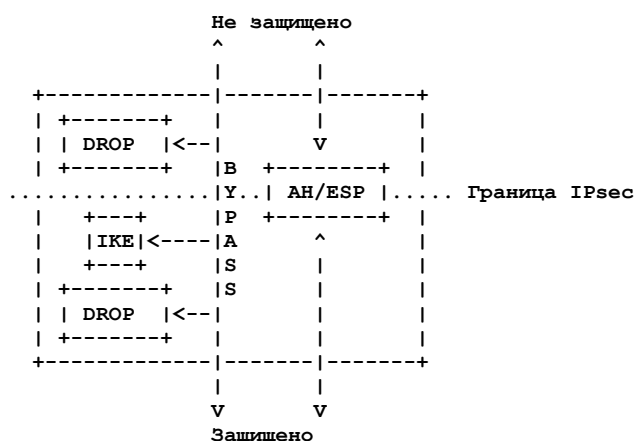 Не защищено
DROP
B
Y
AH/ESP
Граница IPsec
P
IKE
A
S
DROP
S
Защищено